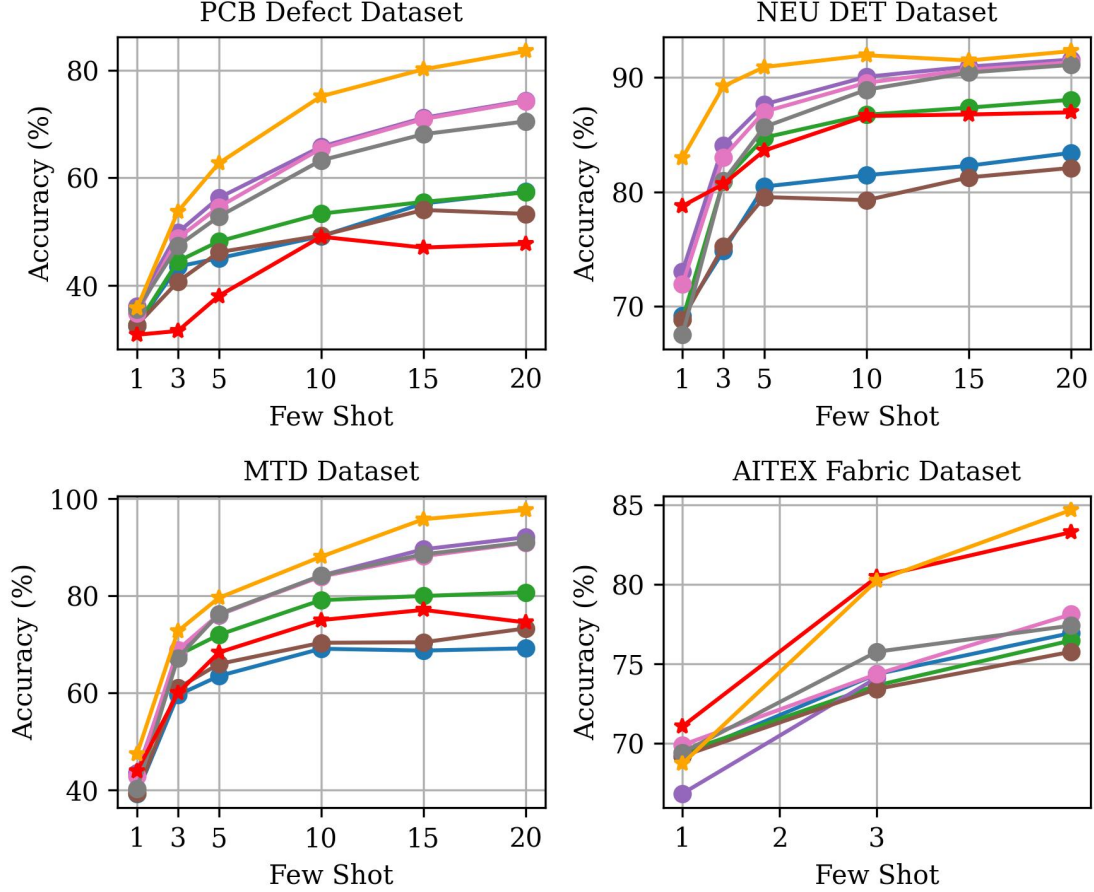 PCB Defect Dataset
Accuracy (%)
80
60
40
1 3 5 10 15 20
Few Shot
NEU DET Dataset
Accuracy (%)
90
80
70
1 3 5 10 15 20
Few Shot
MTD Dataset
Accuracy (%)
100
80
60
40
1 3 5 10 15 20
Few Shot
AITEX Fabric Dataset
Accuracy (%)
85
80
75
70
1 2 3
Few Shot